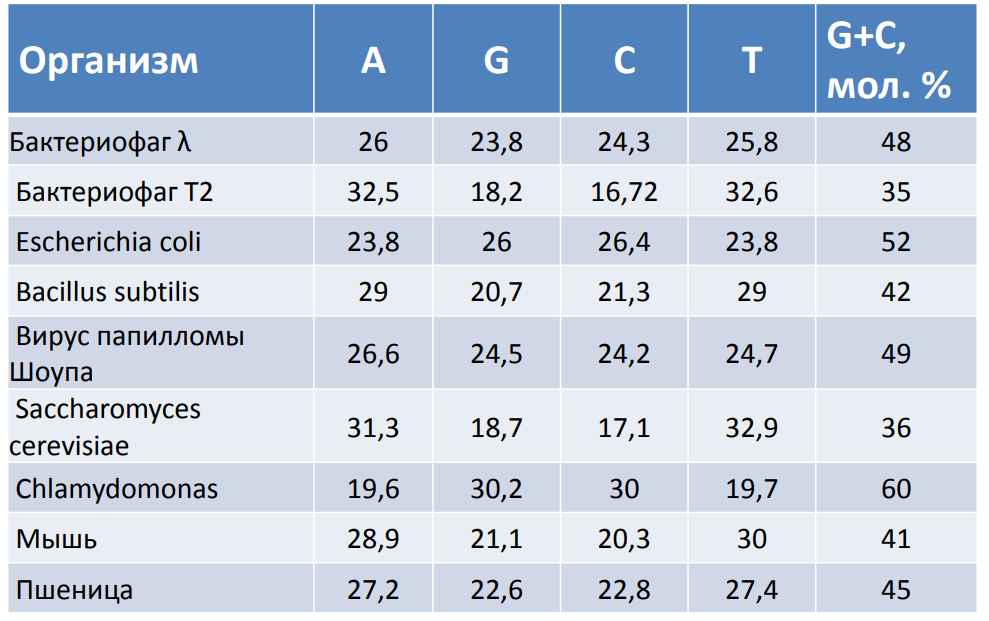 Организм A G C T G+C, мол. %
Бактериофаг λ 26 23,8 24,3 25,8 48
Бактериофаг T2 32,5 18,2 16,72 32,6 35
Escherichia coli 23,8 26 26,4 23,8 52
Bacillus subtilis 29 20,7 21,3 29 42
Вирус папилломы
Шоупа 26,6 24,5 24,2 24,7 49
Saccharomyces
cerevisiae 31,3 18,7 17,1 32,9 36
Chlamydomonas 19,6 30,2 30 19,7 60
Мышь 28,9 21,1 20,3 30 41
Пшеница 27,2 22,6 22,8 27,4 45